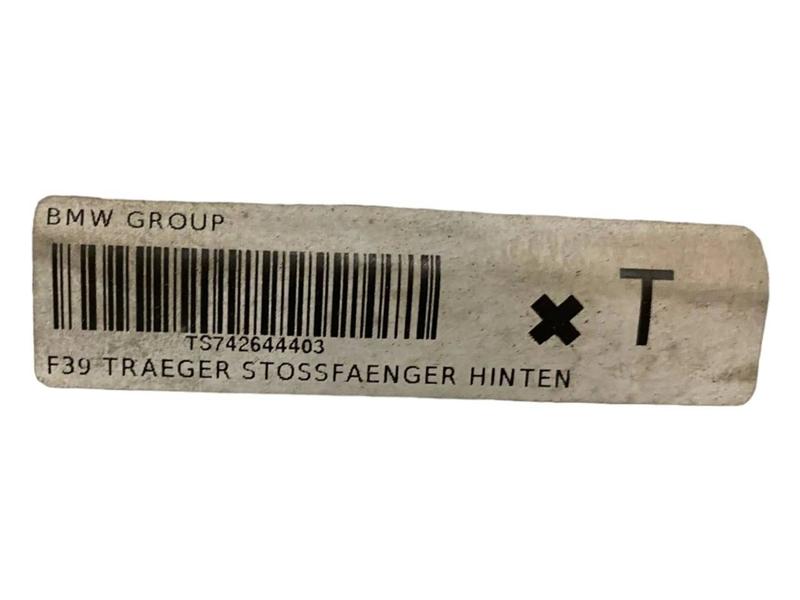 BMW GROUP
TS742644403
F39 TRAEGER STOSSFAENGER HINTEN
T